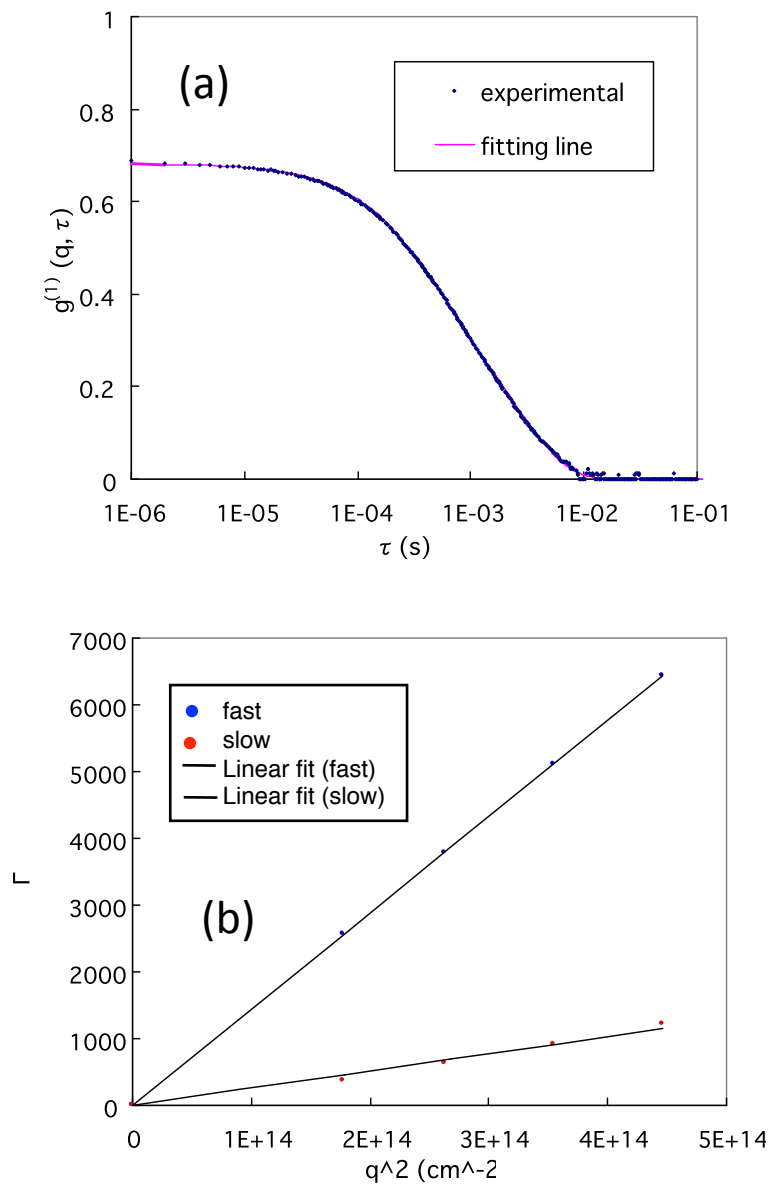 1
(a)
experimental
0.8
fitting line
0.6
g(1) (q, τ)
0.4
0.2
0
1E-06 1E-05 1E-04 1E-03 1E-02 1E-01
τ (s)
7000
fast
6000
slow
Linear fit (fast)
5000
Linear fit (slow)
4000
Γ
3000
(b)
2000
1000
0
0 1E+14 2E+14 3E+14 4E+14 5E+14
q^2 (cm^-2